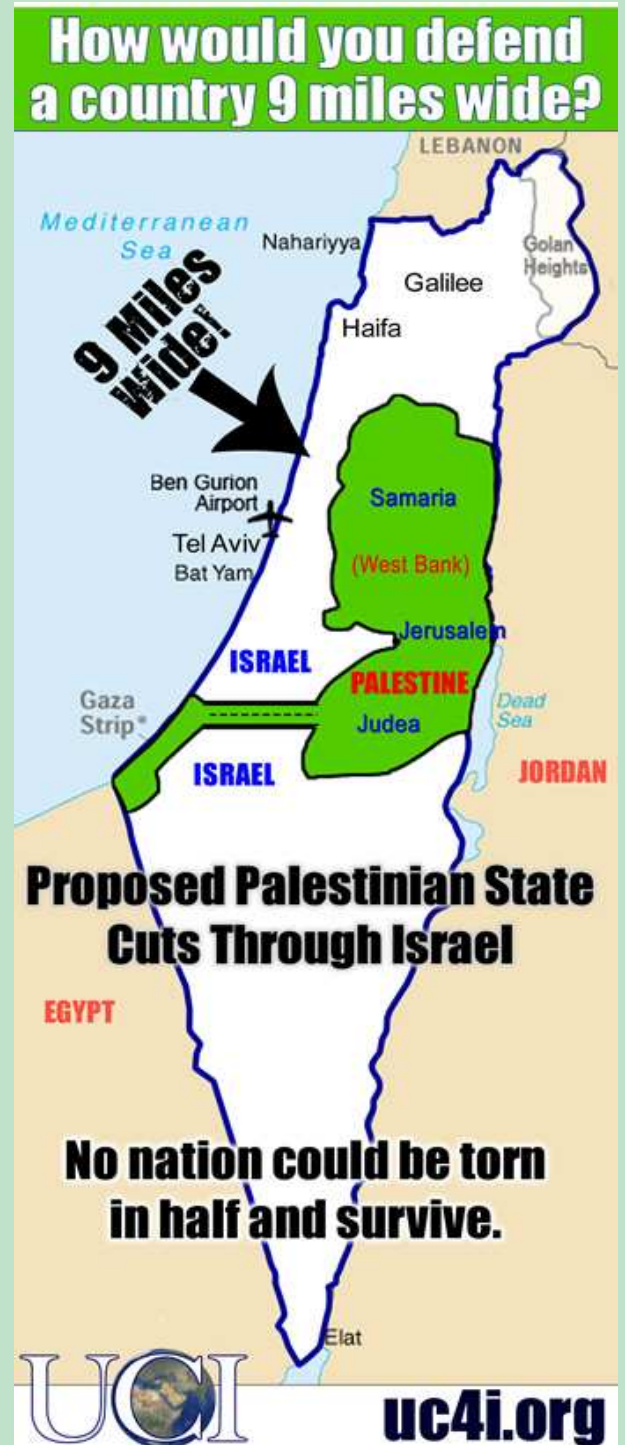 How would you defend
a country 9 miles wide?
LEBANON
Mediterranean
Sea
Nahariyya
Golan
Heights
Galilee
9 Miles
Wide!
Haifa
Ben Gurion
Airport
Samaria
Tel Aviv
(West Bank)
Bat Yam
Jerusalem
ISRAEL
PALESTINE
Gaza
Strip*
Judea
Dead
Sea
ISRAEL
JORDAN
Proposed Palestinian State
Cuts Through Israel
EGYPT
No nation could be torn
in half and survive.
Elat
UCI
uc4i.org